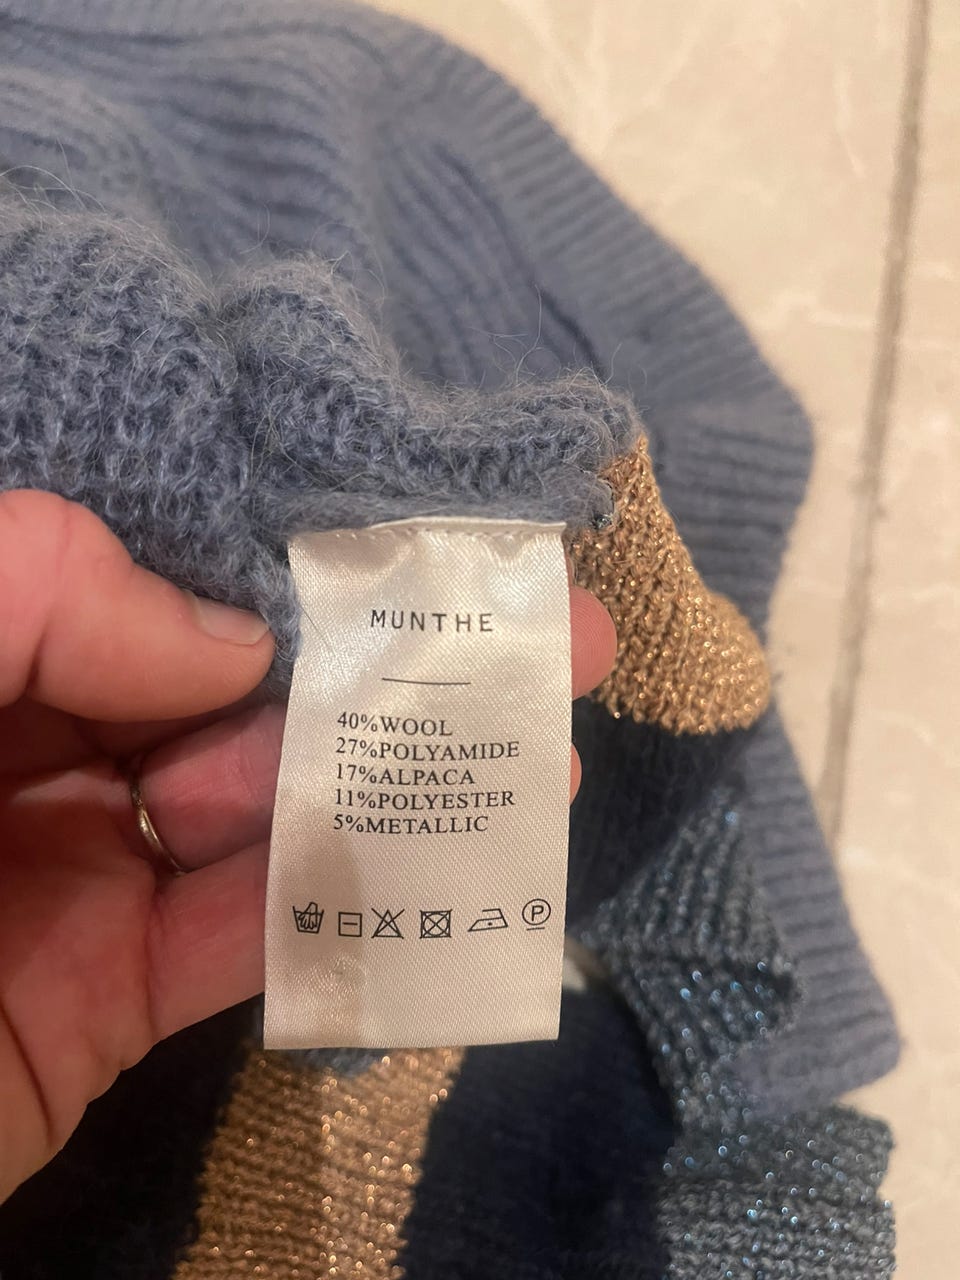 MUNTHE
40%WOOL
27%POLYAMIDE
17%ALPACA
11%POLYESTER
5%METALLIC
P